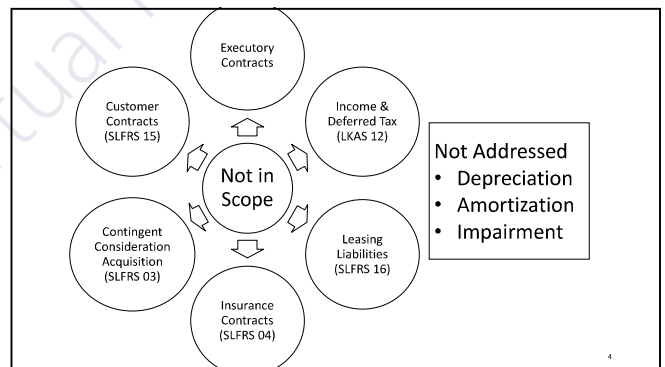 Executory
Contracts
Customer
Contracts
(SLFRS 15)
Income &
Deferred Tax
(LKAS 12)
Not in
Scope
Contingent
Consideration
Acquisition
(SLFRS 03)
Leasing
Liabilities
(SLFRS 16)
Insurance
Contracts
(SLFRS 04)
Not Addressed
• Depreciation
• Amortization
• Impairment
4